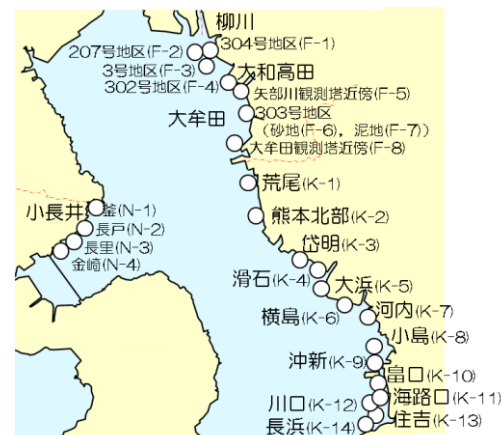 柳川
304号地区(F-1)
207号地区(F-2)
3号地区(F-3)
大和高田
302号地区(F-4)
矢部川観測塔近傍(F-5)
303号地区
(砂地(F-6)，泥地(F-7))
大牟田
大牟田観測塔近傍(F-8)
荒尾(K-1)
小長井
釜(N-1)
熊本北部(K-2)
長戸(N-2)
長里(N-3)
金崎(N-4)
岱明(K-3)
滑石(K-4)
大浜(K-5)
横島(K-6)
河内(K-7)
小島(K-8)
沖新(K-9)
畠口(K-10)
海路口(K-11)
川口(K-12)
住吉(K-13)
長浜(K-14)